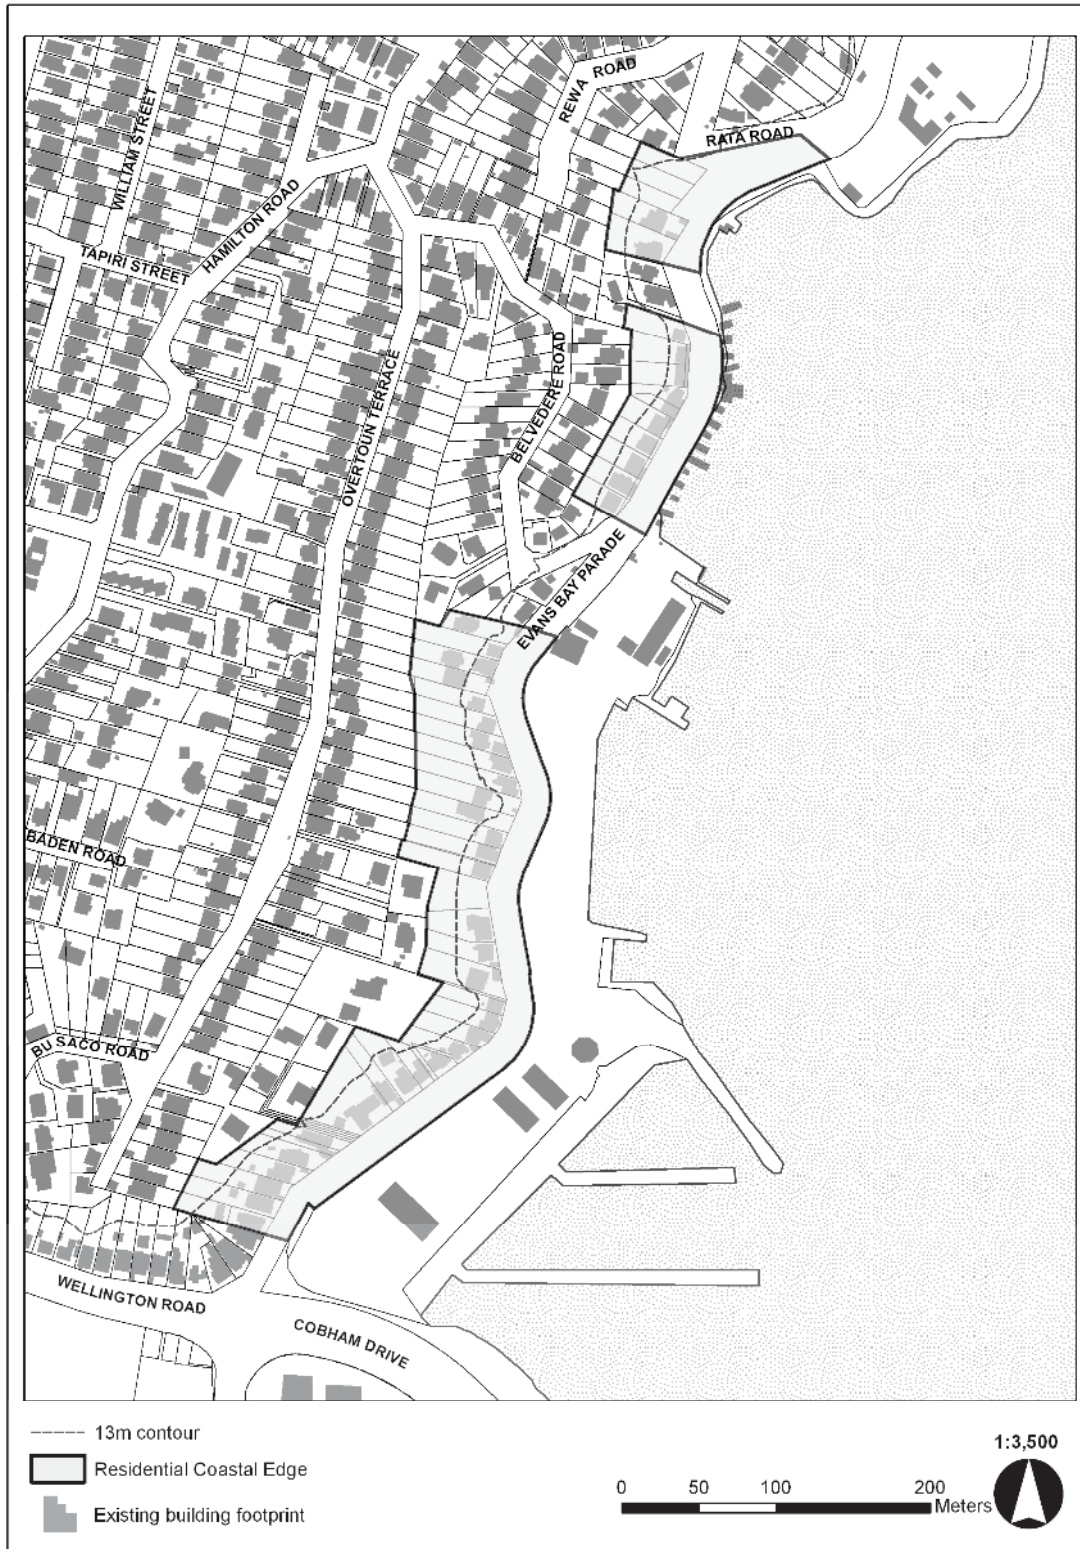 REWA ROAD
RATA ROAD
WILLIAM STREET
HAMILTON ROAD
TAPIRI STREET
OVERTOUN TERRACE
BELVEDERE ROAD
EVANS BAY PARADE
BADEN ROAD
BU SACO ROAD
WELLINGTON ROAD
COBHAM DRIVE
13m contour
Residential Coastal Edge
Existing building footprint
1:3,500
0 50 100 200
Meters